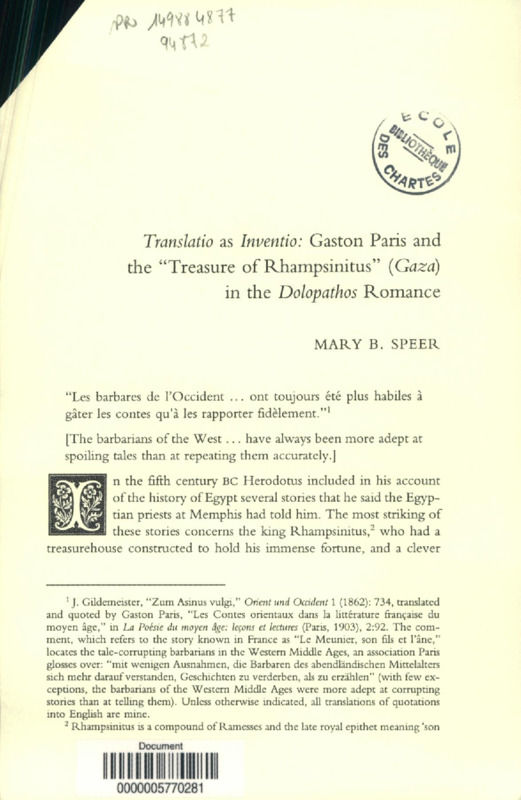 PN 149884877
94872
ECOLE
BIBLIOTHÈQUE
DES CHARTES
Translatio as Inventio: Gaston Paris and
the “Treasure of Rhampsinitus” (Gaza)
in the Dolopathos Romance
MARY B. SPEER
“Les barbares de l’Occident ... ont toujours été plus habiles à
gâter les contes qu’à les rapporter fidèlement.”1
[The barbarians of the West ... have always been more adept at
spoiling tales than at repeating them accurately.]
In the fifth century BC Herodotus included in his account
of the history of Egypt several stories that he said the Egyp-
tian priests at Memphis had told him. The most striking of
these stories concerns the king Rhampsinitus,2 who had a
treasurehouse constructed to hold his immense fortune, and a clever
1 J. Gildemeister, “Zum Asinus vulgi,” Orient und Occident 1 (1862): 734, translated
and quoted by Gaston Paris, “Les Contes orientaux dans la littérature française du
moyen âge,” in La Poésie du moyen âge: leçons et lectures (Paris, 1903), 2:92. The com-
ment, which refers to the story known in France as “Le Meunier, son fils et l’âne,”
locates the tale-corrupting barbarians in the Western Middle Ages, an association Paris
glosses over: “mit wenigen Ausnahmen, die Barbaren des abendländischen Mittelalters
sich mehr darauf verstanden, Geschichten zu verderben, als zu erzählen” (with few ex-
ceptions, the barbarians of the Western Middle Ages were more adept at corrupting
stories than at telling them). Unless otherwise indicated, all translations of quotations
into English are mine.
2 Rhampsinitus is a compound of Ramesses and the late royal epithet meaning ‘son
Document
0000005770281